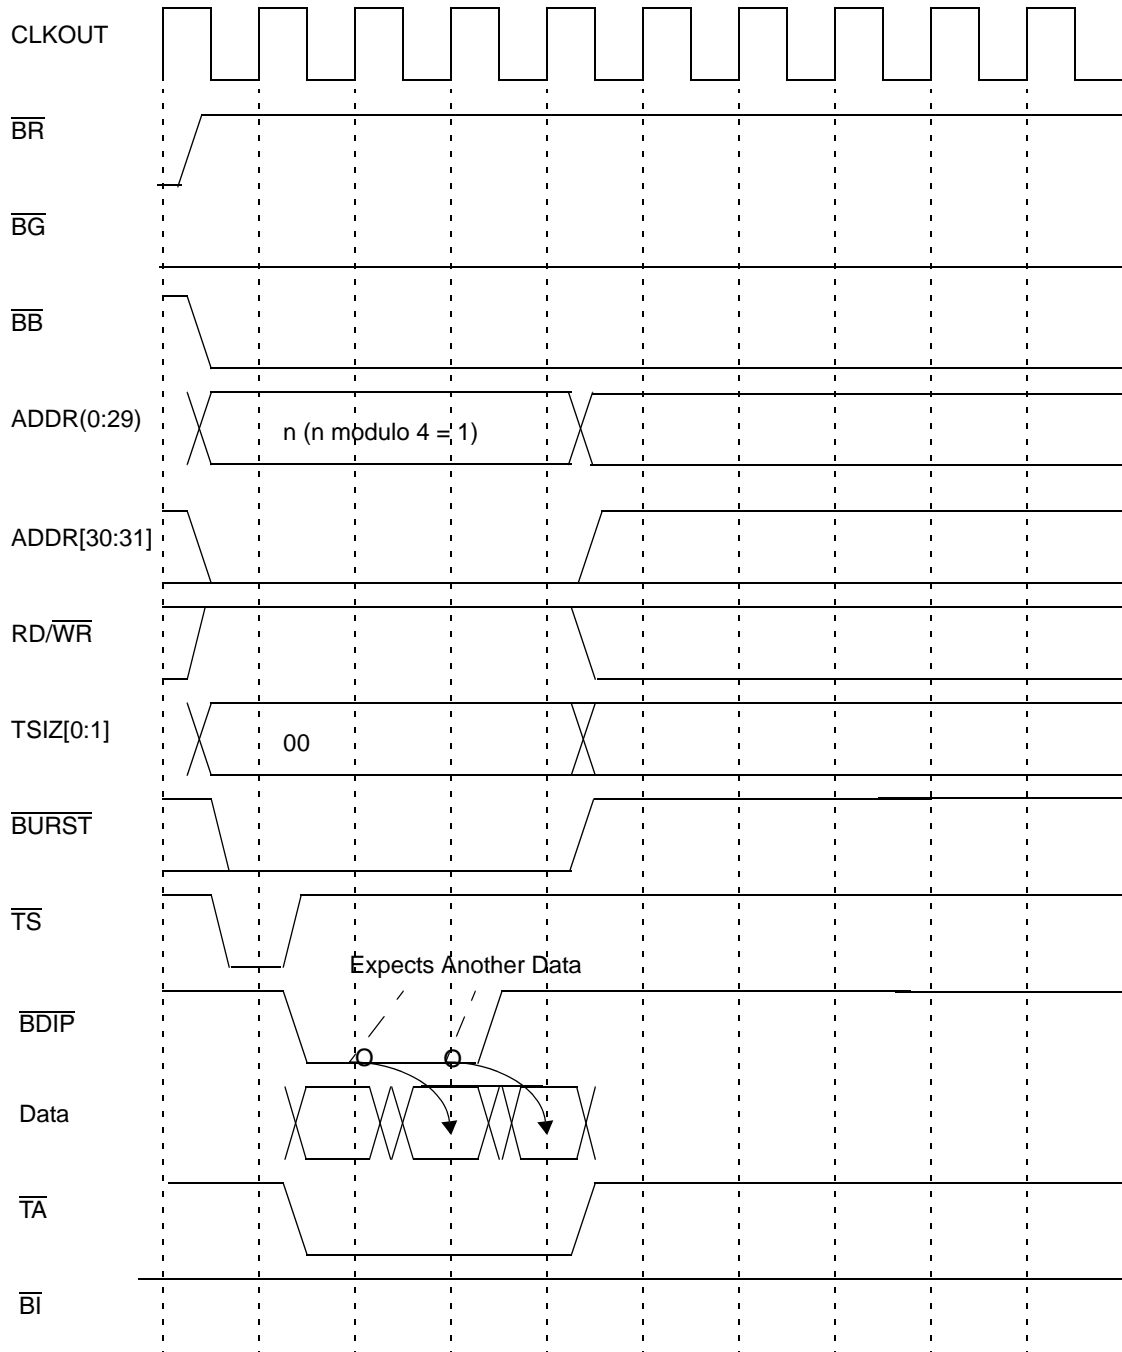 CLKOUT
BR
BG
BB
ADDR(0:29)
n (n modulo 4 = 1)
ADDR[30:31]
RD/WR
TSIZ[0:1]
00
BURST
TS
Expects Another Data
BDIP
Data
TA
BI